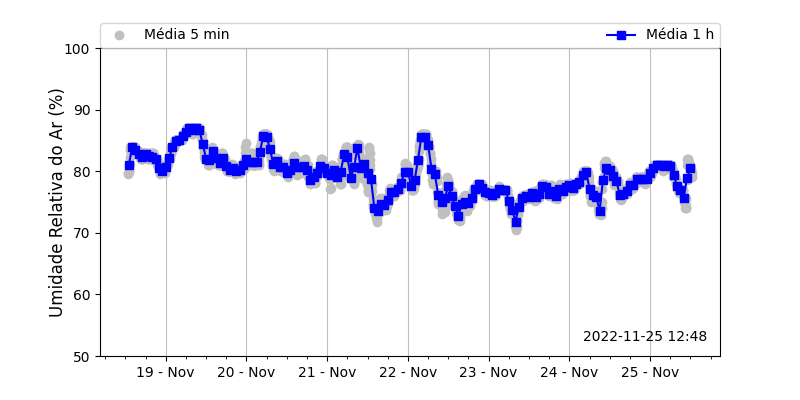 Média 5 min
Média 1 h
Umidade Relativa do Ar (%)
100
90
80
70
60
50
2022-11-25 12:48
19 - Nov
20 - Nov
21 - Nov
22 - Nov
23 - Nov
24 - Nov
25 - Nov